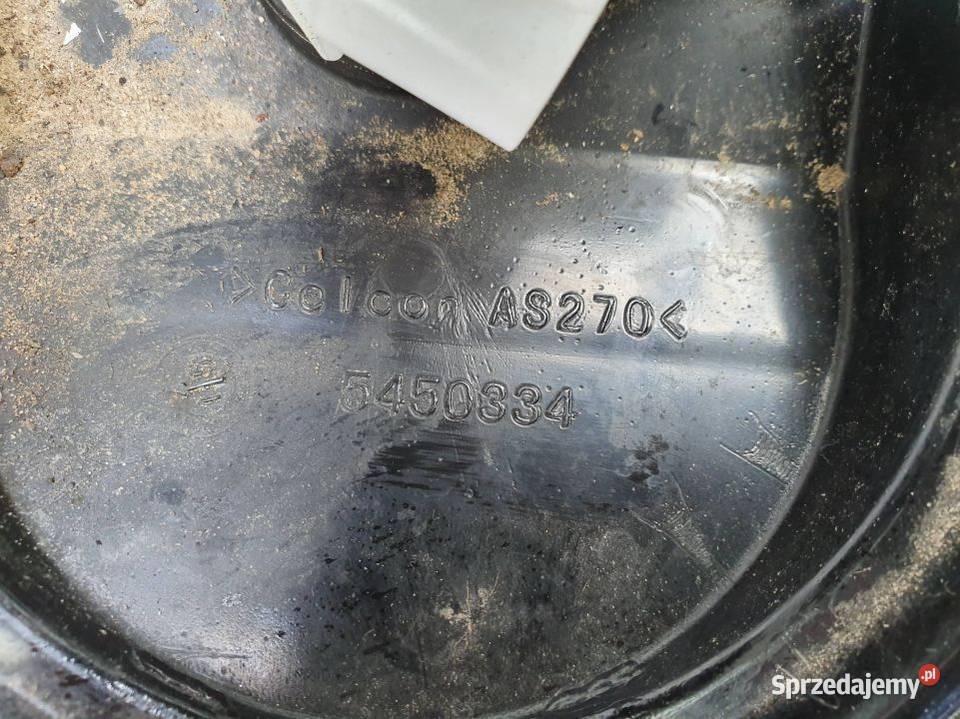 >Celcon AS270<
5450334
Sprzedajemy.pl